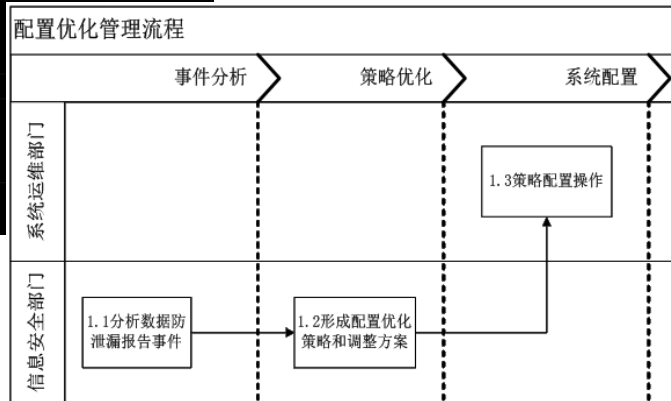 配置优化管理流程
事件分析
策略优化
系统配置
系统运维部门
1.3策略配置操作
信息安全部门
1.1分析数据防
泄漏报告事件
1.2形成配置优化
策略和调整方案